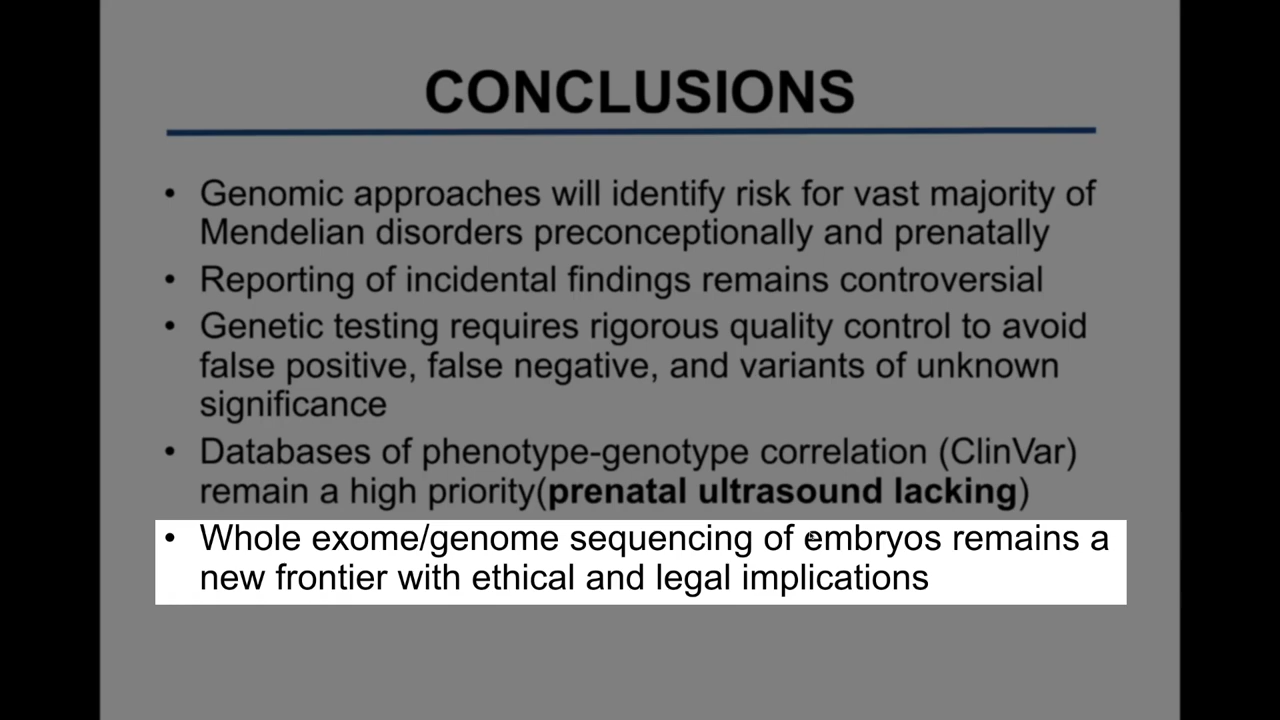 CONCLUSIONS
• Genomic approaches will identify risk for vast majority of
Mendelian disorders preconceptionally and prenatally
• Reporting of incidental findings remains controversial
• Genetic testing requires rigorous quality control to avoid
false positive, false negative, and variants of unknown
significance
• Databases of phenotype-genotype correlation (ClinVar)
remain a high priority(prenatal ultrasound lacking)
• Whole exome/genome sequencing of embryos remains a
new frontier with ethical and legal implications